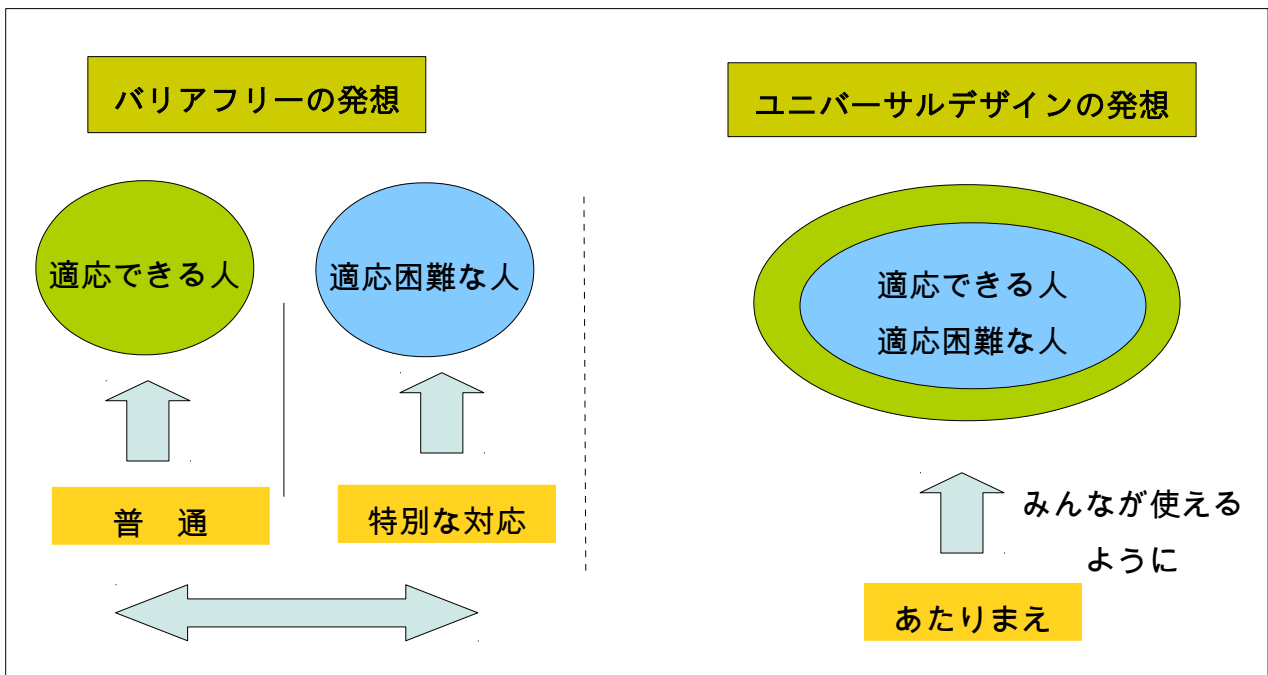 バリアフリーの発想
適応できる人
適応困難な人
普　通
特別な対応
ユニバーサルデザインの発想
適応できる人
適応困難な人
みんなが使える
ように
あたりまえ